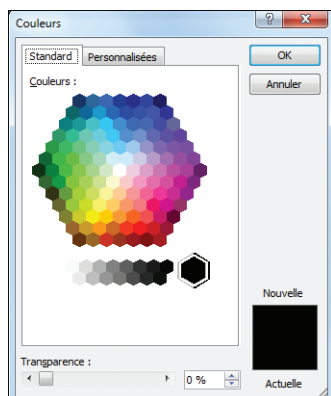 Couleurs
Standard
Personnalisées
OK
Annuler
Couleurs :
Nouvelle
Transparence :
0 %
Actuelle